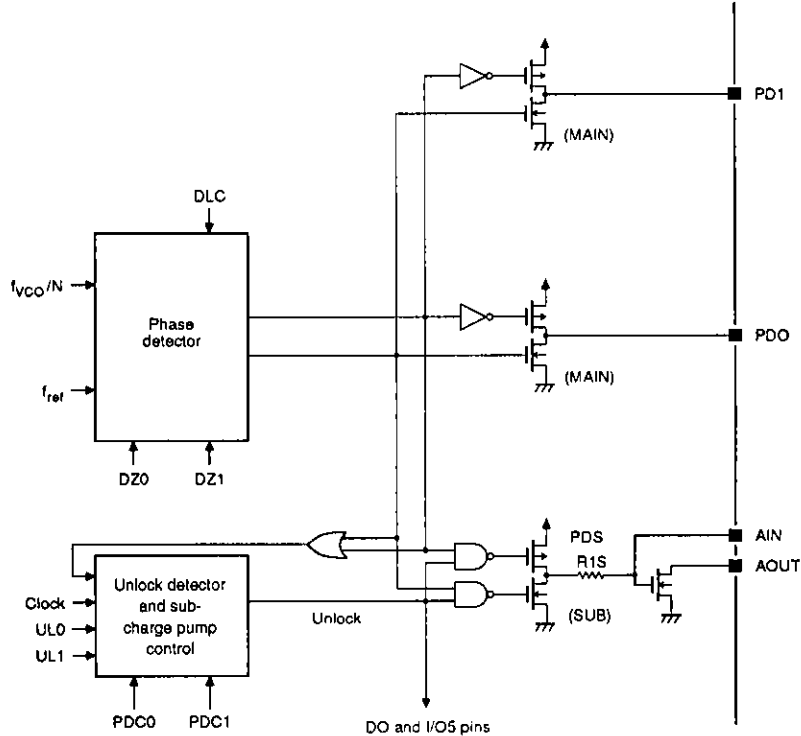 PD1
(MAIN)
DLC
fVCO/N
Phase
detector
PDO
(MAIN)
fref
DZ0
DZ1
PDS
AIN
R1S
AOUT
Clock
UL0
UL1
Unlock detector
and sub-
charge pump
control
Unlock
(SUB)
PDC0
PDC1
DO and I/O5 pins